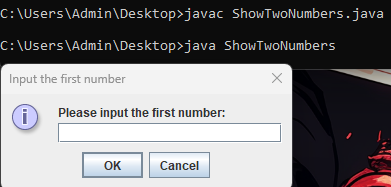 C:\Users\Admin\Desktop>javac ShowTwoNumbers.java
C:\Users\Admin\Desktop>java ShowTwoNumbers
Input the first number
Please input the first number:
OK Cancel